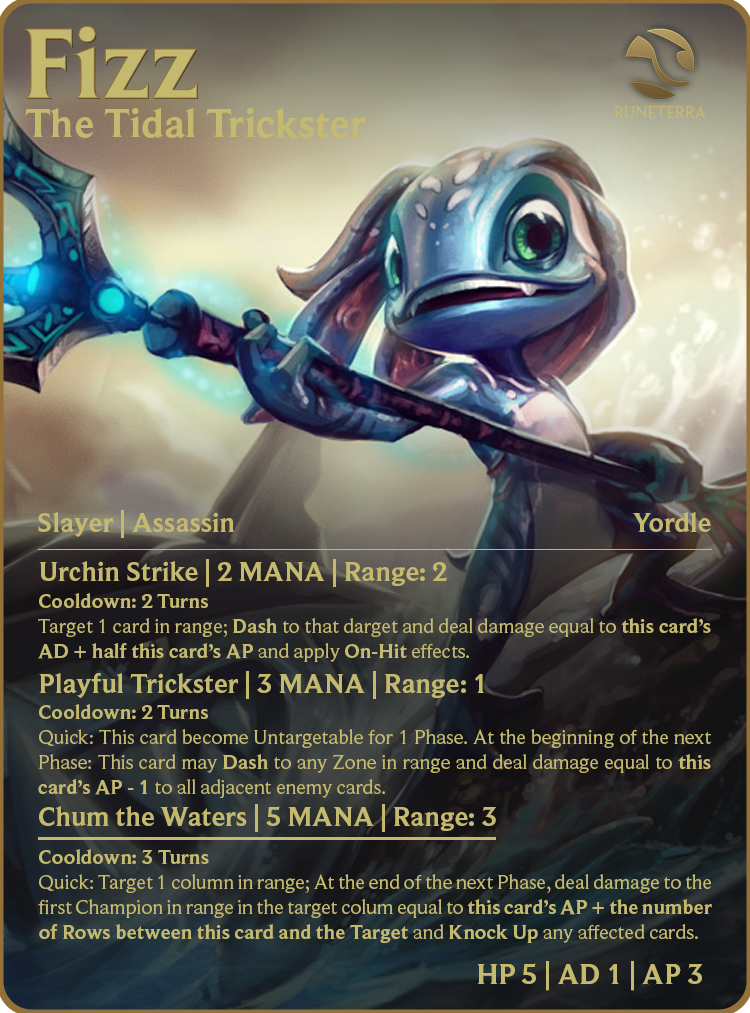 Fizz
The Tidal Trickster
RUNETERRA
Slayer | Assassin
Yordle
Urchin Strike | 2 MANA | Range: 2
Cooldown: 2 Turns
Target 1 card in range; Dash to that darget and deal damage equal to this card's
AD + half this card's AP and apply On-Hit effects.
Playful Trickster | 3 MANA | Range: 1
Cooldown: 2 Turns
Quick: This card become Untargetable for 1 Phase. At the beginning of the next
Phase: This card may Dash to any Zone in range and deal damage equal to this
card's AP - 1 to all adjacent enemy cards.
Chum the Waters | 5 MANA | Range: 3
Cooldown: 3 Turns
Quick: Target 1 column in range; At the end of the next Phase, deal damage to the
first Champion in range in the target colum equal to this card's AP + the number
of Rows between this card and the Target and Knock Up any affected cards.
HP 5 | AD 1 | AP 3